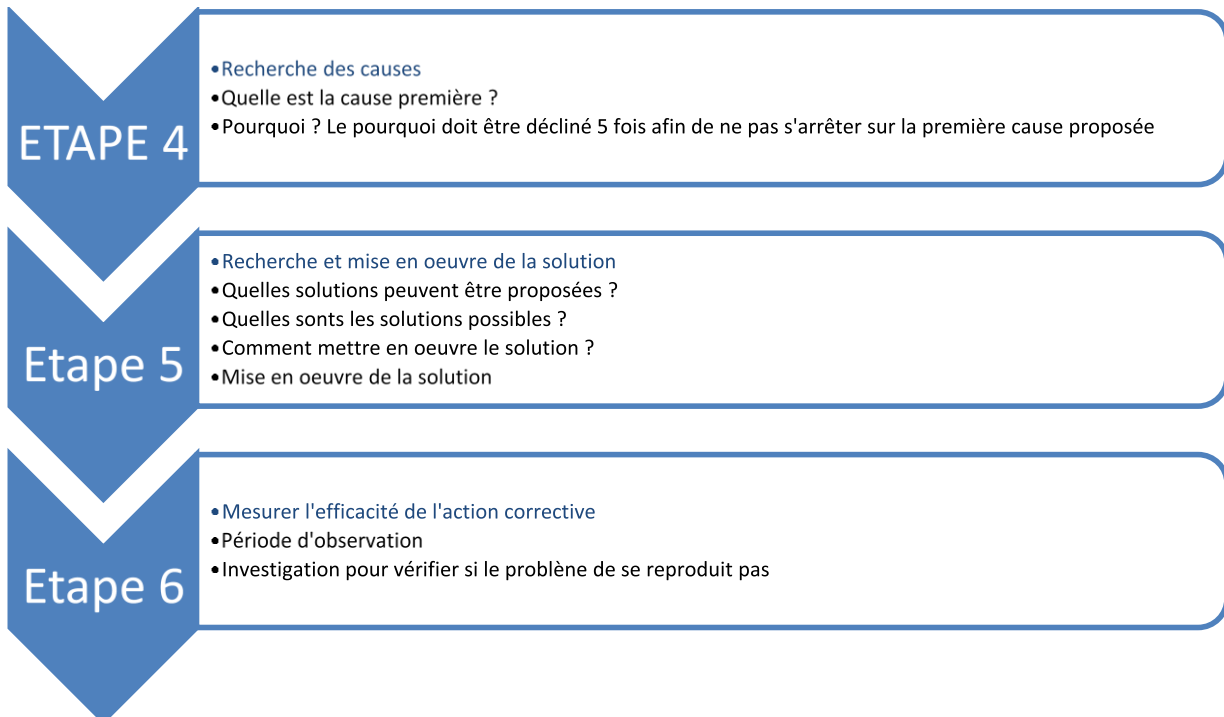 ETAPE 4
•Recherche des causes
•Quelle est la cause première ?
•Pourquoi ? Le pourquoi doit être décliné 5 fois afin de ne pas s'arrêter sur la première cause proposée
Etape 5
•Recherche et mise en oeuvre de la solution
•Quelles solutions peuvent être proposées ?
•Quelles sonts les solutions possibles ?
•Comment mettre en oeuvre le solution ?
•Mise en oeuvre de la solution
Etape 6
•Mesurer l'efficacité de l'action corrective
•Période d'observation
•Investigation pour vérifier si le problène de se reproduit pas